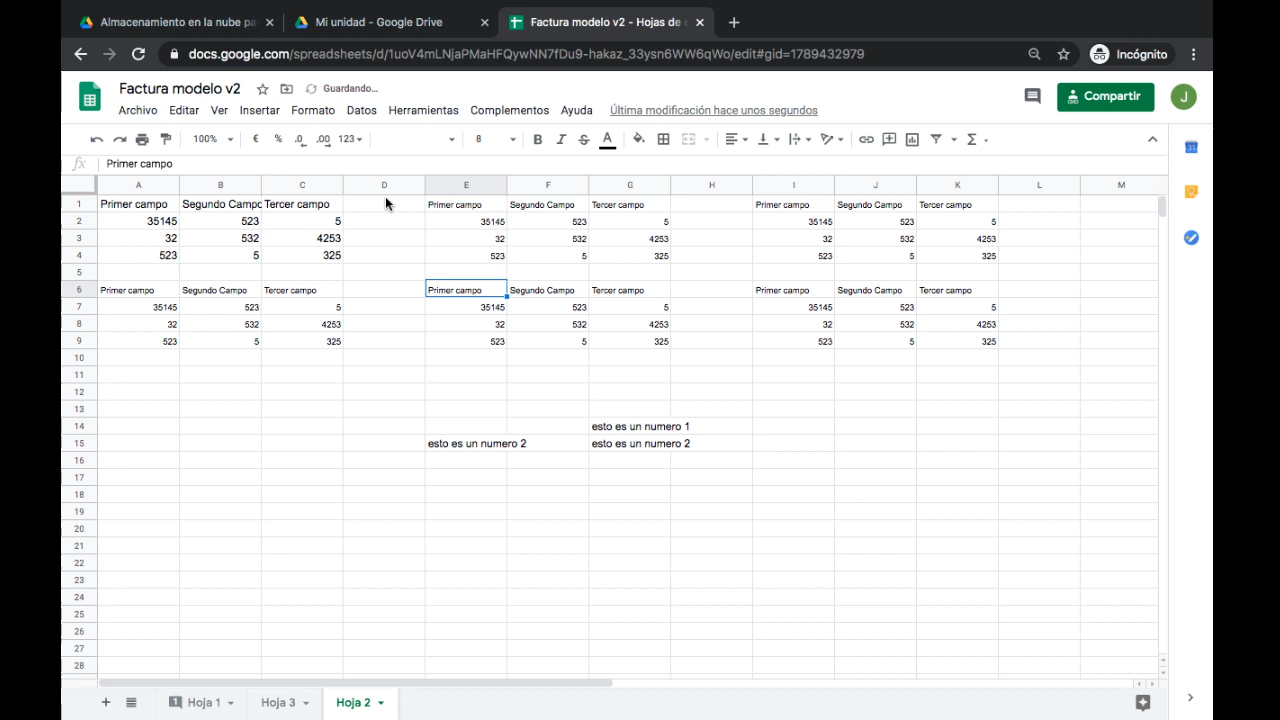 Almacenamiento en la nube pa
Mi unidad - Google Drive
Factura modelo v2 - Hojas de c
docs.google.com/spreadsheets/d/1uoV4mLNjaPMaHFQywNN7fDu9-hakaz_33ysn6WW6qWo/edit#gid=1789432979
Incógnito
Factura modelo v2
Guardando...
Archivo Editar Ver Insertar Formato Datos Herramientas Complementos Ayuda Última modificación hace unos segundos
Compartir
J
100% € % .0 .00 123 8 B I S A Σ
fx Primer campo
A B C D E F G H I J K L M
1 Primer campo Segundo Campo Tercer campo Primer campo Segundo Campo Tercer campo Primer campo Segundo Campo Tercer campo
2 35145 523 5 35145 523 5 35145 523 5
3 32 532 4253 32 532 4253 32 532 4253
4 523 5 325 523 5 325 523 5 325
5
6 Primer campo Segundo Campo Tercer campo Primer campo Segundo Campo Tercer campo Primer campo Segundo Campo Tercer campo
7 35145 523 5 35145 523 5 35145 523 5
8 32 532 4253 32 532 4253 32 532 4253
9 523 5 325 523 5 325 523 5 325
10
11
12
13
14 esto es un numero 1
15 esto es un numero 2 esto es un numero 2
16
17
18
19
20
21
22
23
24
25
26
27
28
1 Hoja 1 Hoja 3 Hoja 2